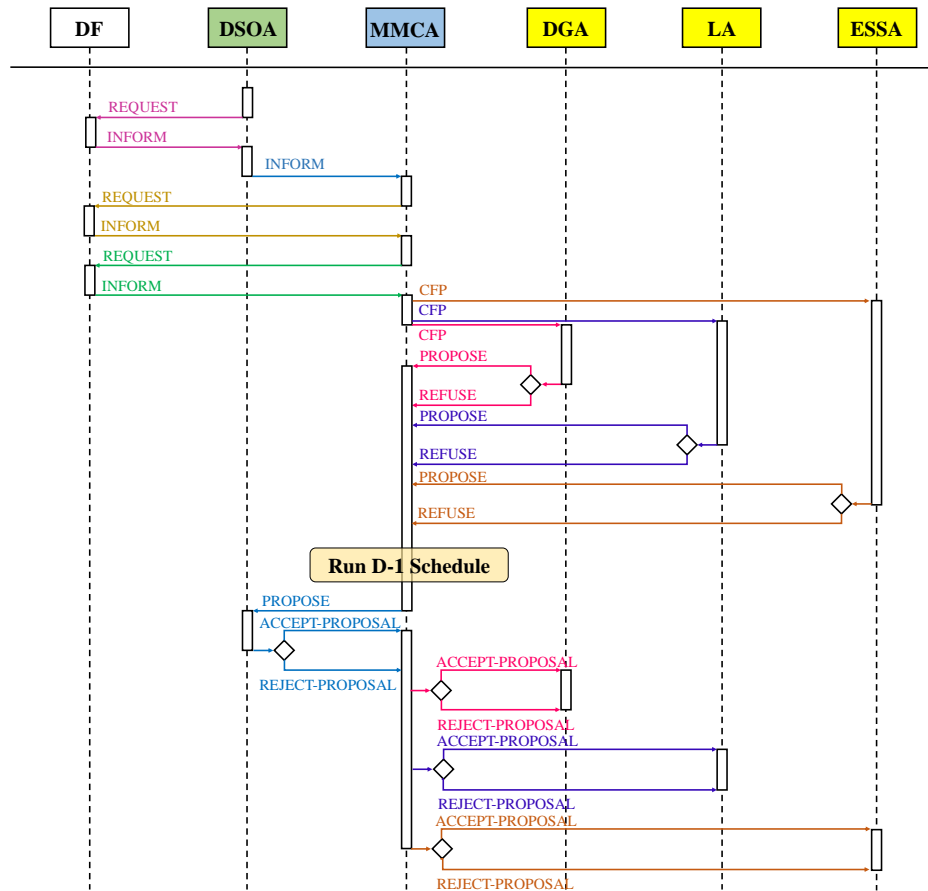 DF
DSOA
MMCA
DGA
LA
ESSA
REQUEST
INFORM
INFORM
REQUEST
INFORM
REQUEST
INFORM
CFP
CFP
CFP
PROPOSE
REFUSE
PROPOSE
REFUSE
PROPOSE
REFUSE
Run D-1 Schedule
PROPOSE
ACCEPT-PROPOSAL
REJECT-PROPOSAL
ACCEPT-PROPOSAL
REJECT-PROPOSAL
ACCEPT-PROPOSAL
REJECT-PROPOSAL
ACCEPT-PROPOSAL
REJECT-PROPOSAL